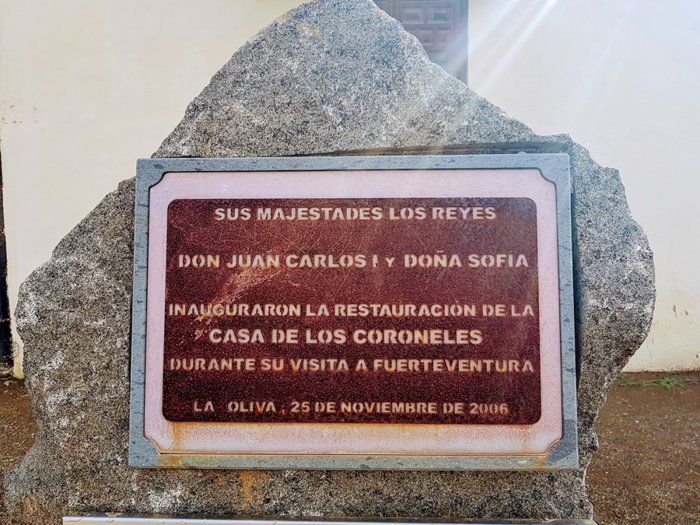 SUS MAJESTADES LOS REYES
DON JUAN CARLOS I Y DOÑA SOFIA
INAUGURARON LA RESTAURACION DE LA
CASA DE LOS CORONELES
DURANTE SU VISITA A FUERTEVENTURA
LA OLIVA , 25 DE NOVIEMBRE DE 2006